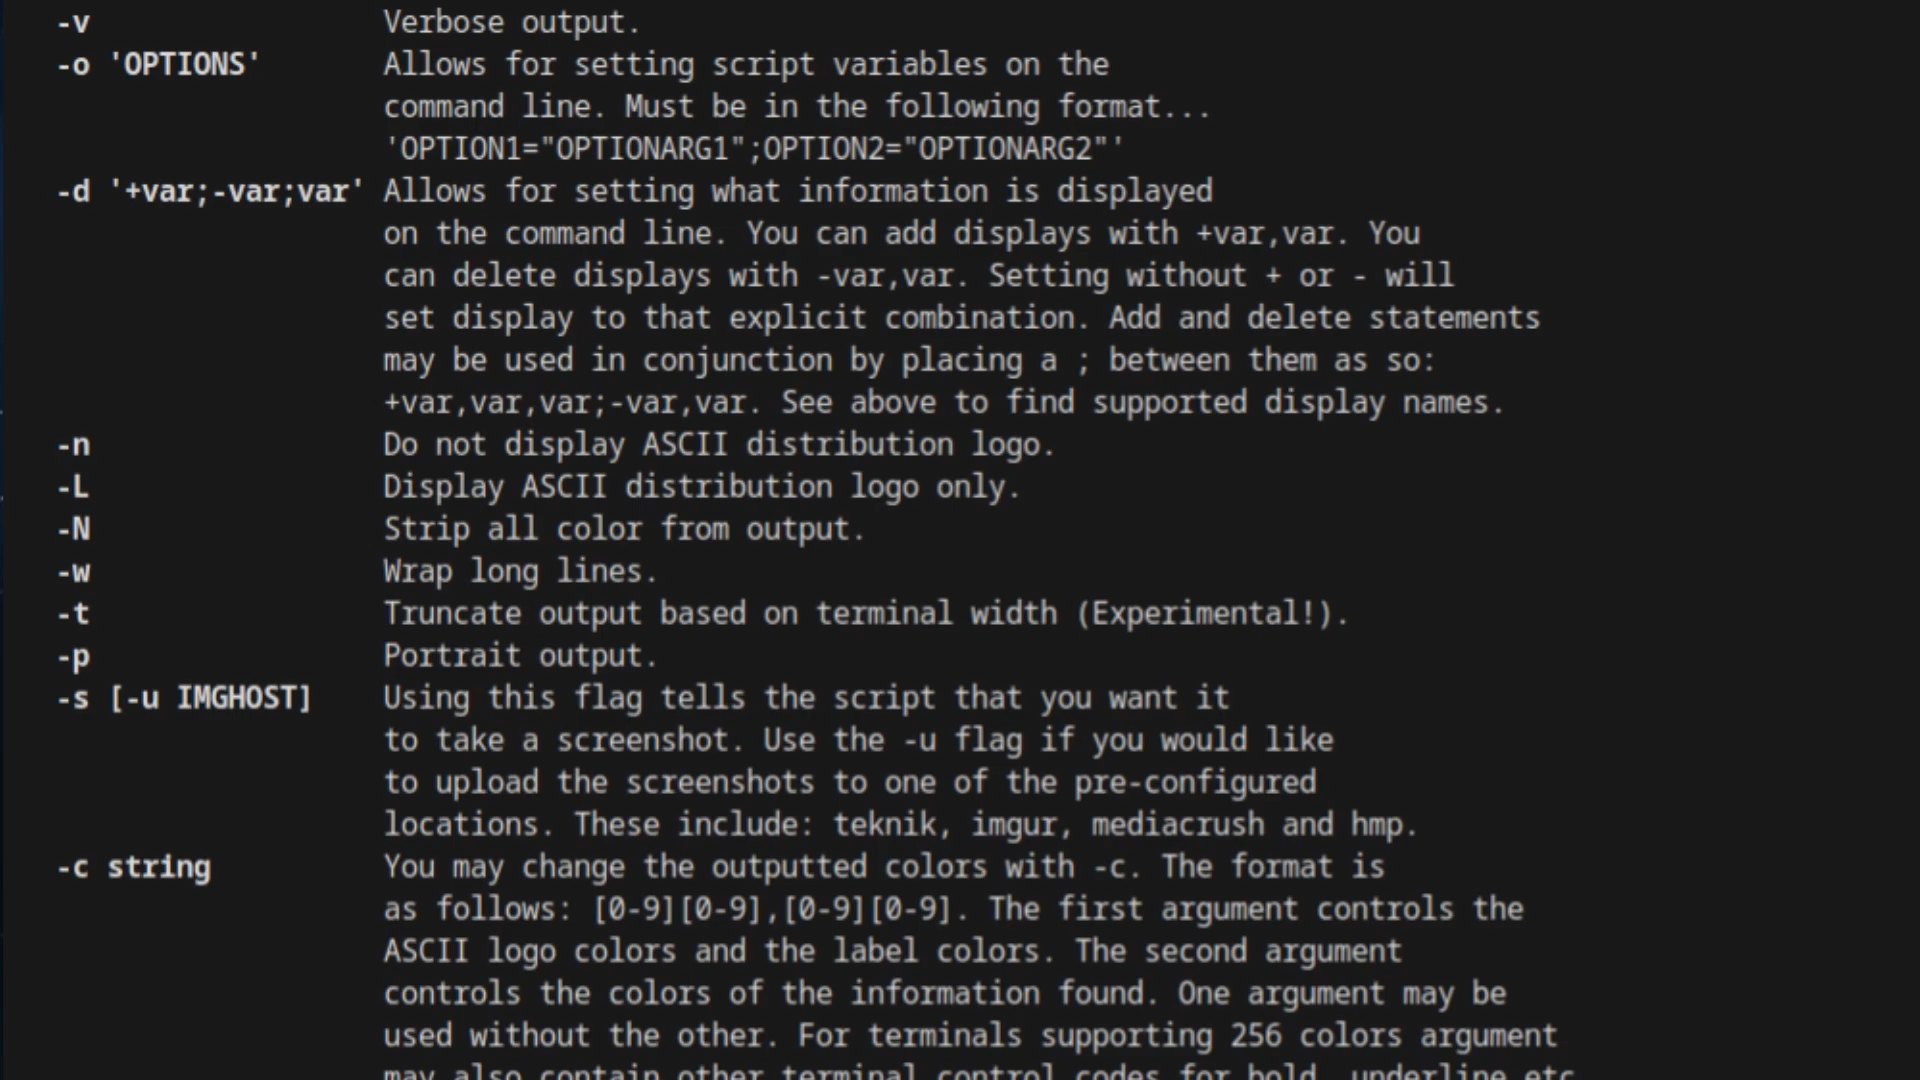 -v Verbose output.
-o 'OPTIONS' Allows for setting script variables on the
command line. Must be in the following format...
'OPTION1="OPTIONARG1";OPTION2="OPTIONARG2"'
-d '+var;-var;var' Allows for setting what information is displayed
on the command line. You can add displays with +var,var. You
can delete displays with -var,var. Setting without + or - will
set display to that explicit combination. Add and delete statements
may be used in conjunction by placing a ; between them as so:
+var,var,var;-var,var. See above to find supported display names.
-n Do not display ASCII distribution logo.
-L Display ASCII distribution logo only.
-N Strip all color from output.
-w Wrap long lines.
-t Truncate output based on terminal width (Experimental!).
-p Portrait output.
-s [-u IMGHOST] Using this flag tells the script that you want it
to take a screenshot. Use the -u flag if you would like
to upload the screenshots to one of the pre-configured
locations. These include: teknik, imgur, mediacrush and hmp.
-c string You may change the outputted colors with -c. The format is
as follows: [0-9][0-9],[0-9][0-9]. The first argument controls the
ASCII logo colors and the label colors. The second argument
controls the colors of the information found. One argument may be
used without the other. For terminals supporting 256 colors argument
may also contain other terminal control codes for bold, underline etc